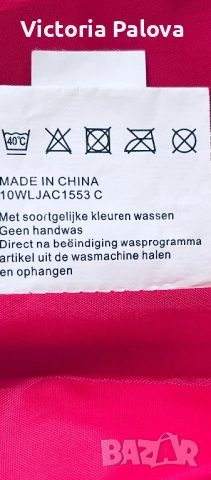 Victoria Palova
40°C
MADE IN CHINA
10WLJAC1553 C
Met soortgelijke kleuren wassen
Geen handwas
Direct na beëindiging wasprogramma
artikel uit de wasmachine halen
en ophangen
BAZAR